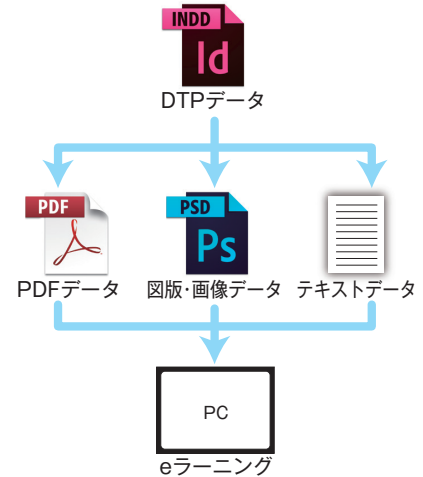 INDD
Id
DTPデータ
PDF
PSD
Ps
PDFデータ
図版・画像データ
テキストデータ
PC
eラーニング